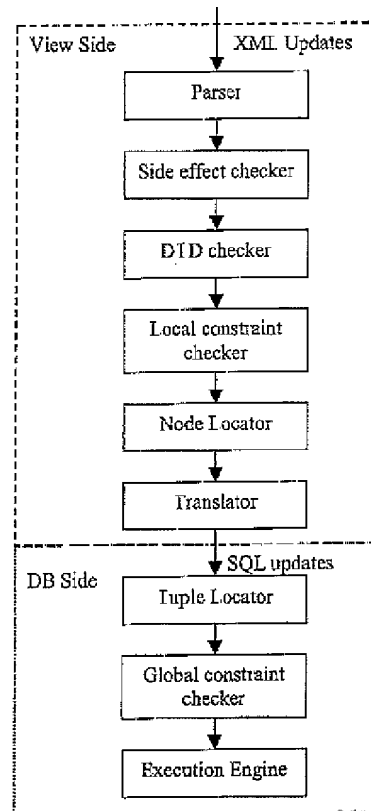 View Side
XML Updates
Parser
Side effect checker
DTD checker
Local constraint
checker
Node Locator
Translator
SQL updates
DB Side
Tuple Locator
Global constraint
checker
Execution Engine